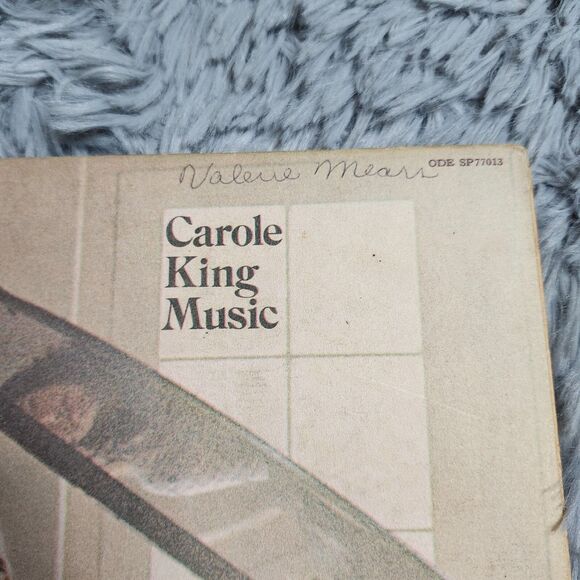 Valerie Mears
ODE SP77013
Carole
King
Music